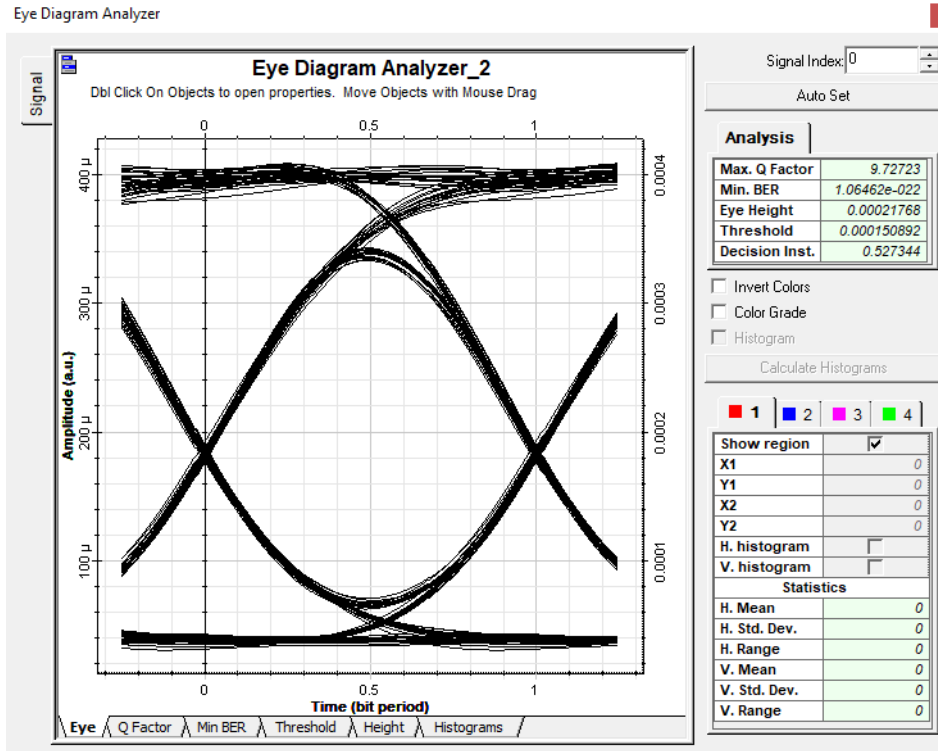 Eye Diagram Analyzer
Signal
Eye Diagram Analyzer_2
Dbl Click On Objects to open properties. Move Objects with Mouse Drag
0 0.5 1
400 µ
300 µ
200 µ
100 µ
Amplitude (a.u.)
0.0004
0.0003
0.0002
0.0001
0 0.5 1
Time (bit period)
Eye Q Factor Min BER Threshold Height Histograms
Signal Index: 0
Auto Set
Analysis
Max. Q Factor 9.72723
Min. BER 1.06462e-022
Eye Height 0.00021768
Threshold 0.000150892
Decision Inst. 0.527344
Invert Colors
Color Grade
Histogram
Calculate Histograms
1 2 3 4
Show region
X1 0
Y1 0
X2 0
Y2 0
H. histogram
V. histogram
Statistics
H. Mean 0
H. Std. Dev. 0
H. Range 0
V. Mean 0
V. Std. Dev. 0
V. Range 0